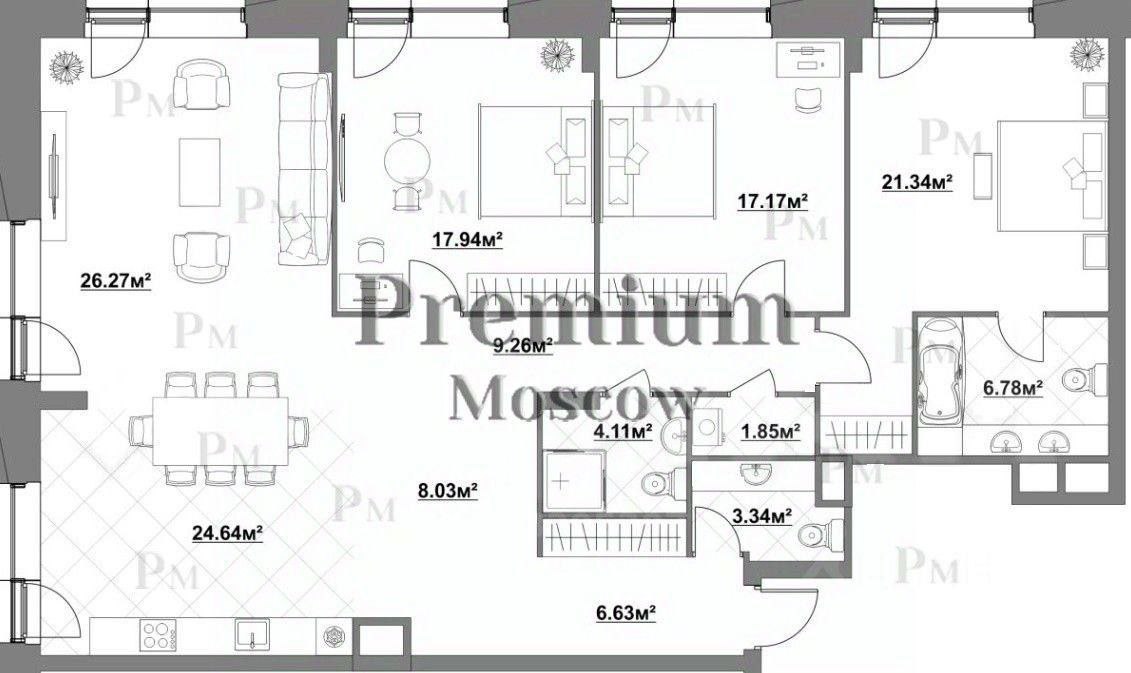 PM
PM
PM
21.34м²
17.17м²
PM
PM
PM
17.94м²
26.27м²
Premium
PM
9.26м²
PM
Moscow
6.78м²
4.11м²
1.85м²
PM
PM
8.03м²
PM
3.34м²
24.64м²
PM
PM
6.63м²